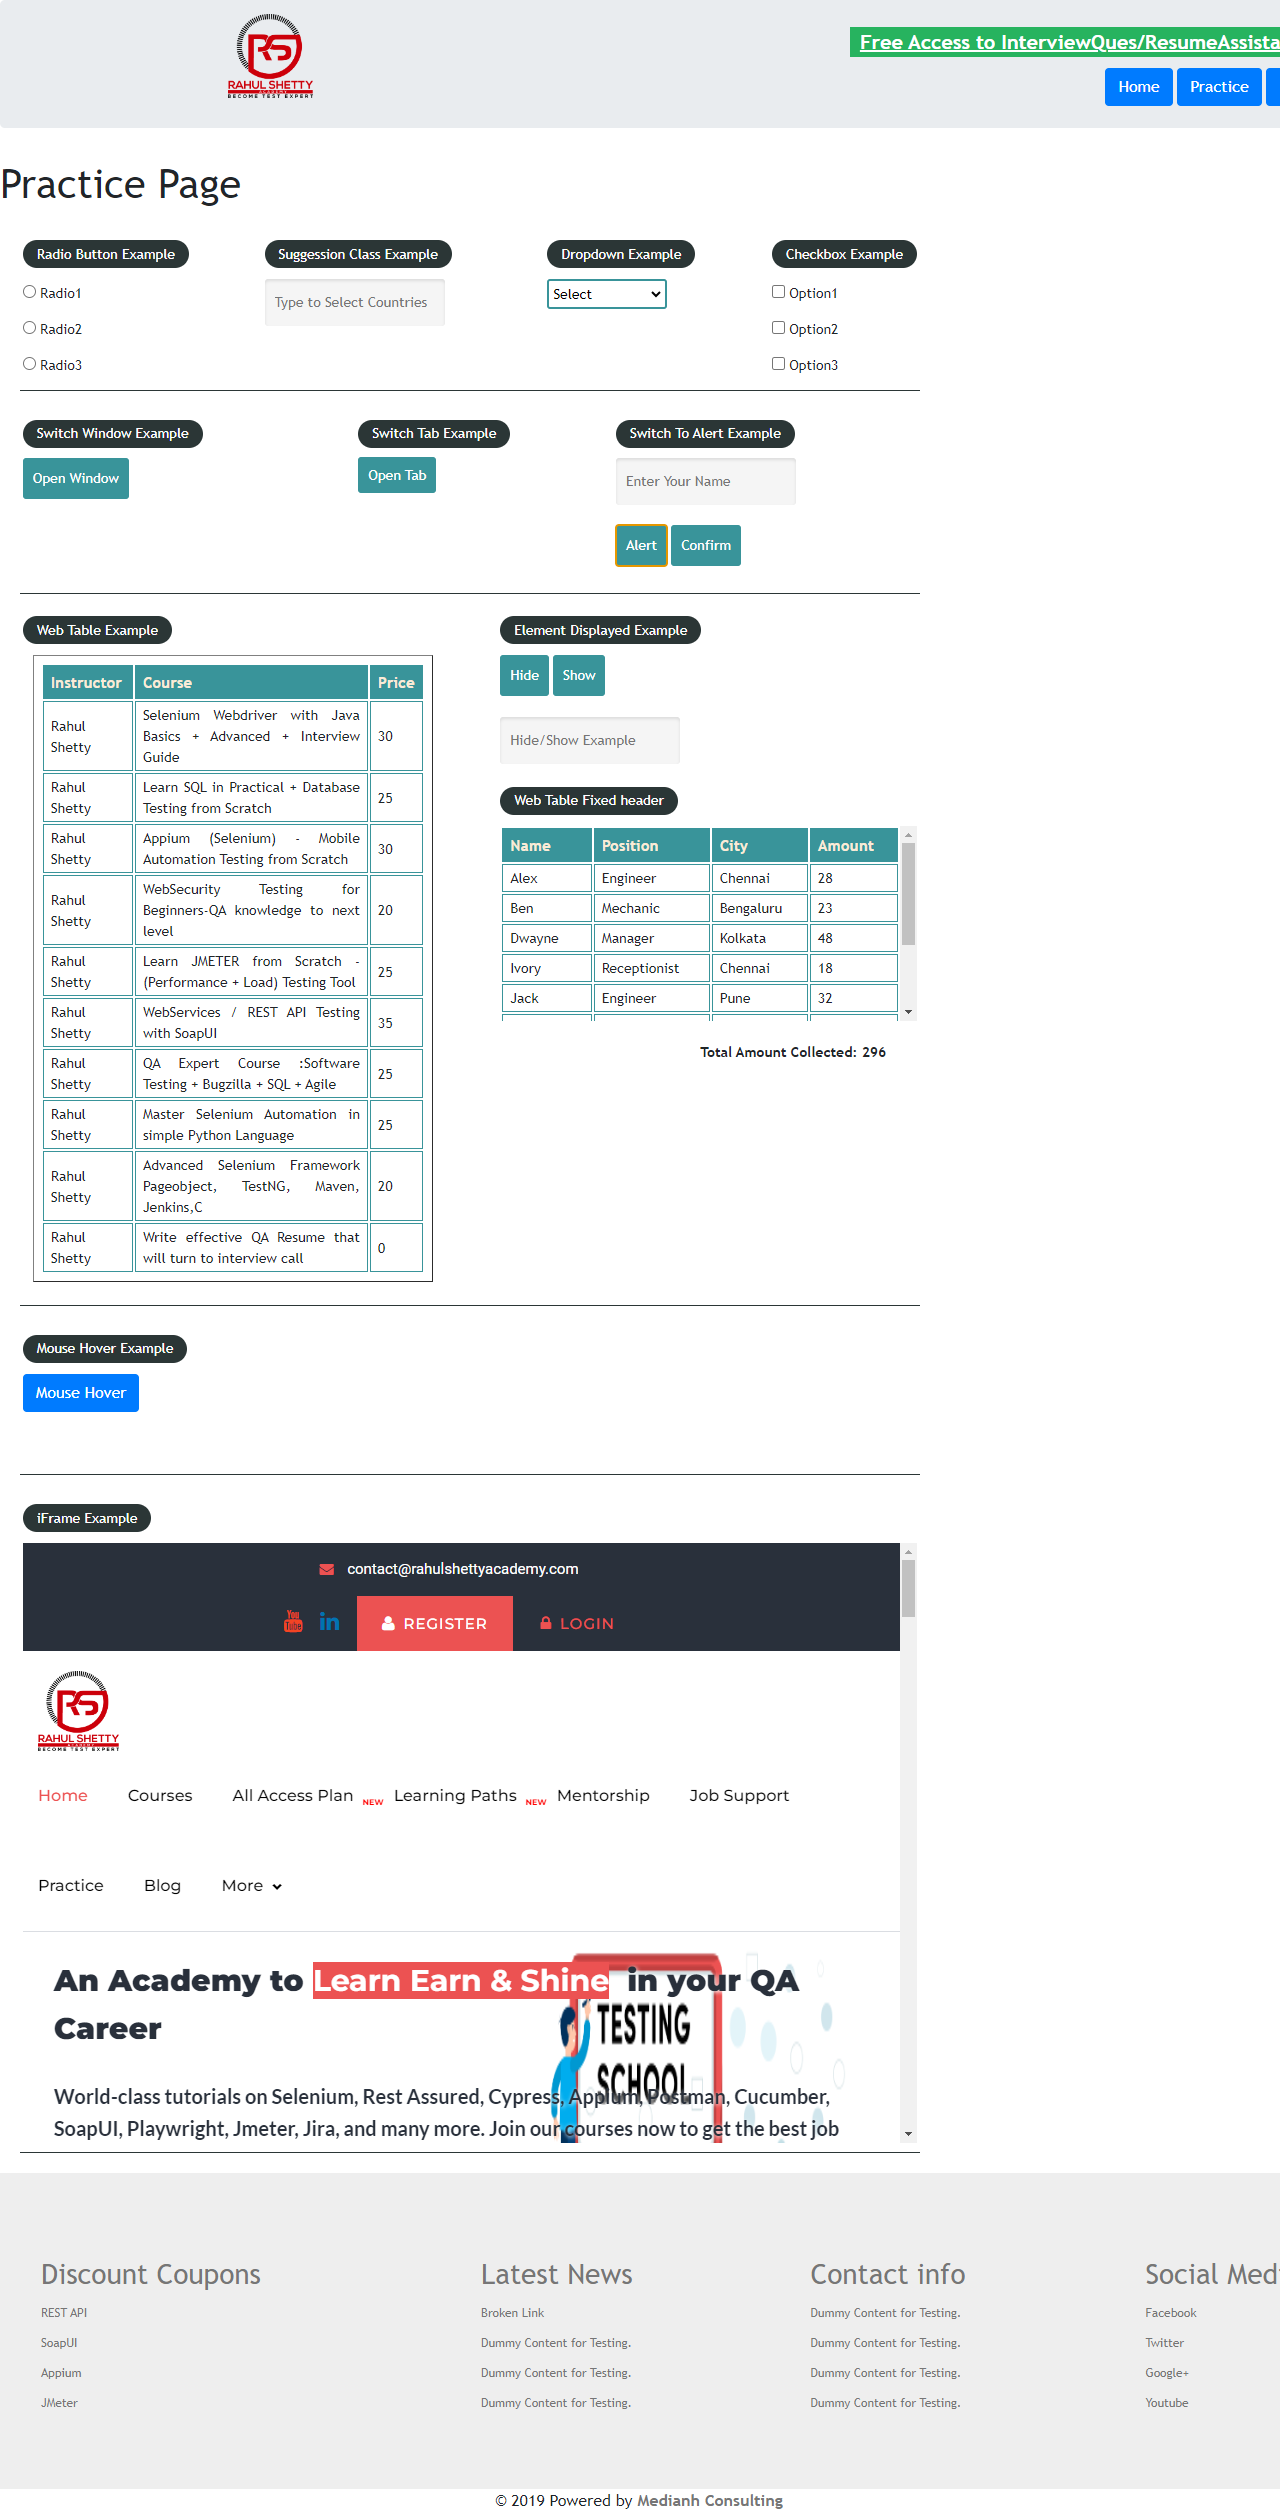 RAHUL SHETTY
ACADEMY
BECOME TEST EXPERT
Free Access to InterviewQues/ResumeAssista
Home Practice
Practice Page
Radio Button Example
Radio1
Radio2
Radio3
Suggession Class Example
Type to Select Countries
Dropdown Example
Select
Checkbox Example
Option1
Option2
Option3
Switch Window Example
Open Window
Switch Tab Example
Open Tab
Switch To Alert Example
Enter Your Name
Alert Confirm
Web Table Example
Instructor Course Price
Rahul Shetty Selenium Webdriver with Java Basics + Advanced + Interview Guide 30
Rahul Shetty Learn SQL in Practical + Database Testing from Scratch 25
Rahul Shetty Appium (Selenium) - Mobile Automation Testing from Scratch 30
Rahul Shetty WebSecurity Testing for Beginners-QA knowledge to next level 20
Rahul Shetty Learn JMETER from Scratch - (Performance + Load) Testing Tool 25
Rahul Shetty WebServices / REST API Testing with SoapUI 35
Rahul Shetty QA Expert Course :Software Testing + Bugzilla + SQL + Agile 25
Rahul Shetty Master Selenium Automation in simple Python Language 25
Rahul Shetty Advanced Selenium Framework Pageobject, TestNG, Maven, Jenkins,C 20
Rahul Shetty Write effective QA Resume that will turn to interview call 0
Element Displayed Example
Hide Show
Hide/Show Example
Web Table Fixed header
Name Position City Amount
Alex Engineer Chennai 28
Ben Mechanic Bengaluru 23
Dwayne Manager Kolkata 48
Ivory Receptionist Chennai 18
Jack Engineer Pune 32
Total Amount Collected: 296
Mouse Hover Example
Mouse Hover
iFrame Example
contact@rahulshettyacademy.com
You Tube in REGISTER LOGIN
RAHUL SHETTY
ACADEMY
BECOME TEST EXPERT
Home Courses All Access Plan NEW Learning Paths NEW Mentorship Job Support
Practice Blog More
An Academy to Learn Earn & Shine in your QA
Career
TESTING
SCHOOL
World-class tutorials on Selenium, Rest Assured, Cypress, Appium, Postman, Cucumber,
SoapUI, Playwright, Jmeter, Jira, and many more. Join our courses now to get the best job
Discount Coupons
REST API
SoapUI
Appium
JMeter
Latest News
Broken Link
Dummy Content for Testing.
Dummy Content for Testing.
Dummy Content for Testing.
Contact info
Dummy Content for Testing.
Dummy Content for Testing.
Dummy Content for Testing.
Dummy Content for Testing.
Social Medi
Facebook
Twitter
Google+
Youtube
© 2019 Powered by Medianh Consulting